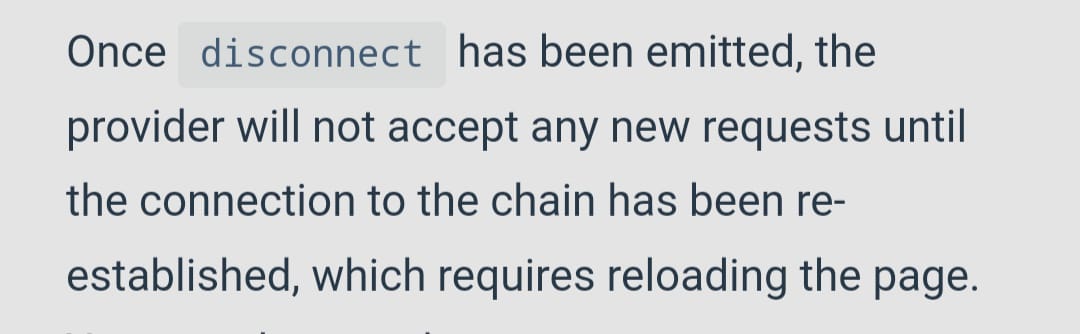 Once disconnect has been emitted, the
provider will not accept any new requests until
the connection to the chain has been re-
established, which requires reloading the page.